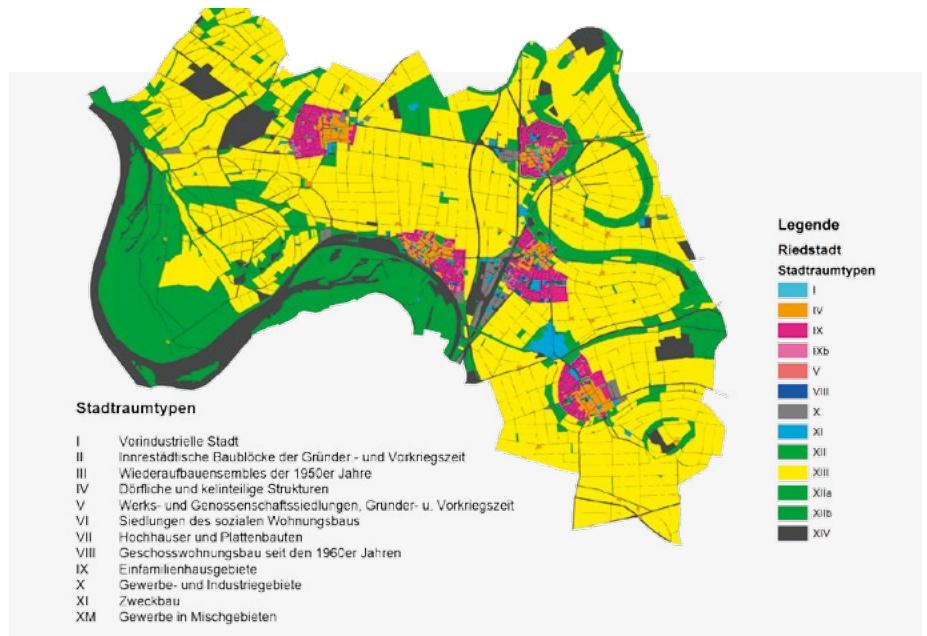 Legende
Riedstadt
Stadtraumtypen
I
IV
IX
IXb
V
VIII
X
XI
XII
XIII
XIIa
XIIb
XIV
Stadtraumtypen
I Vorindustrielle Stadt
II Innrestädtische Baublöcke der Gründer - und Vorkriegszeit
III Wiederaufbauensembles der 1950er Jahre
IV Dörfliche und kelinteilige Strukturen
V Werks- und Genossenschaftssiedlungen, Gründer- u. Vorkriegszeit
VI Siedlungen des sozialen Wohnungsbaus
VII Hochhauser und Plattenbauten
VIII Geschosswohnungsbau seit den 1960er Jahren
IX Einfamilienhausgebiete
X Gewerbe- und Industriegebiete
XI Zweckbau
XM Gewerbe in Mischgebieten